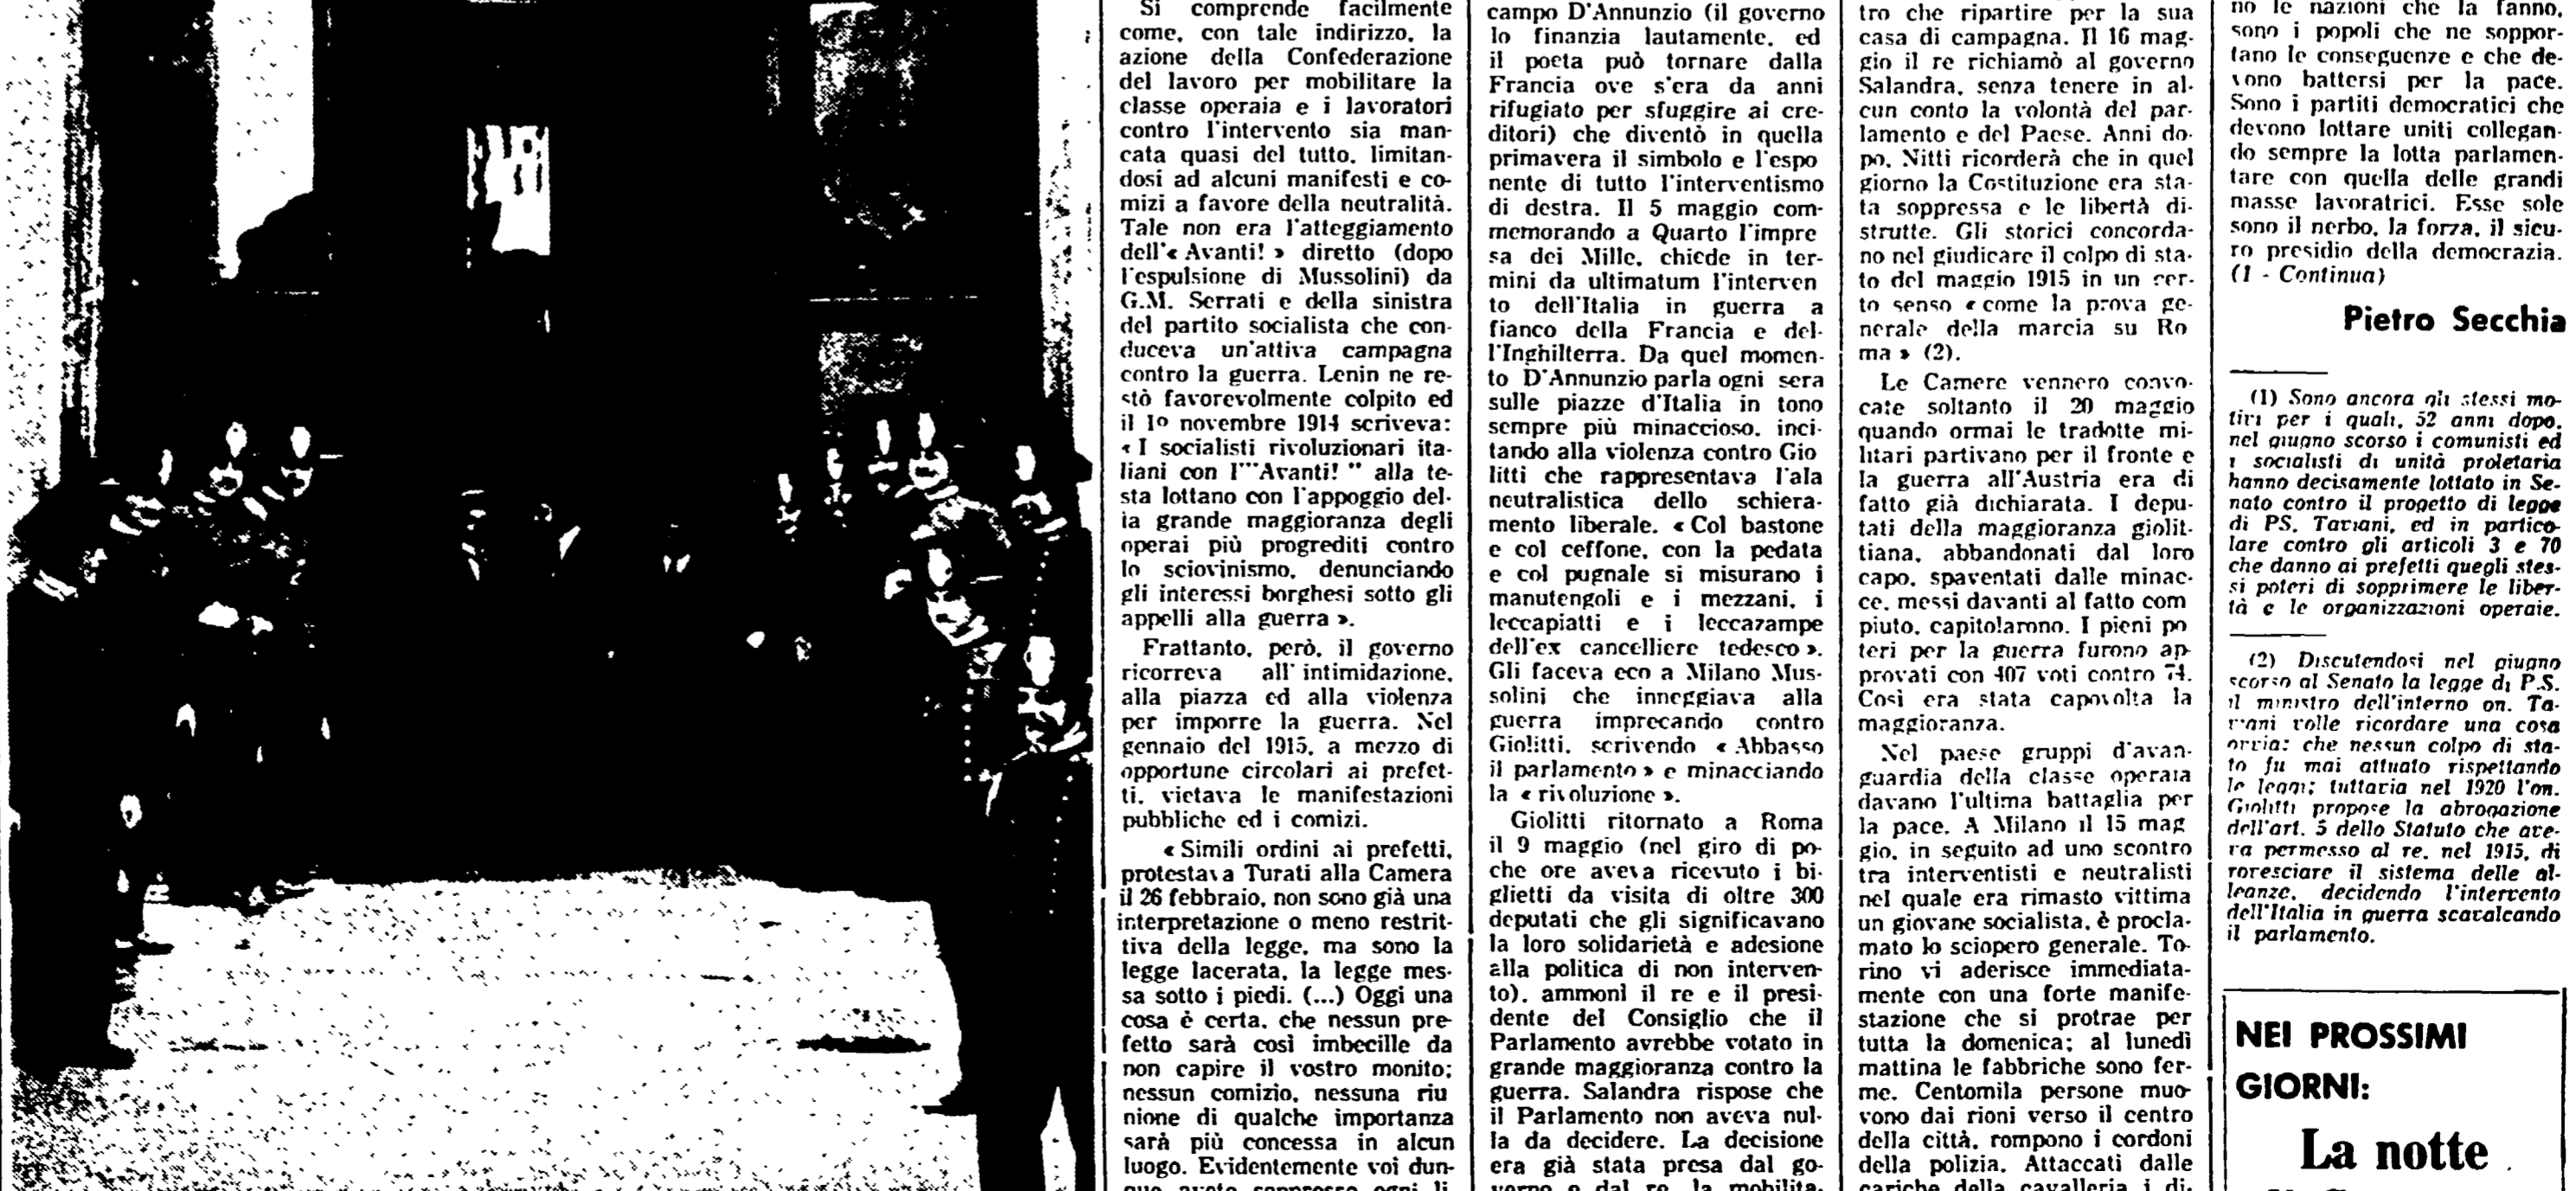 Si comprende facilmente
come, con tale indirizzo, la
azione della Confederazione
del lavoro per mobilitare la
classe operaia e i lavoratori
contro l'intervento sia man-
cata quasi del tutto, limitan-
dosi ad alcuni manifesti e co-
mizi a favore della neutralità.
Tale non era l'atteggiamento
dell'« Avanti! » diretto (dopo
l'espulsione di Mussolini) da
G.M. Serrati e della sinistra
del partito socialista che con-
duceva un'attiva campagna
contro la guerra. Lenin ne re-
stò favorevolmente colpito ed
il 1º novembre 1914 scriveva:
« I socialisti rivoluzionari ita-
liani con l'"Avanti! " alla te-
sta lottano con l'appoggio del-
la grande maggioranza degli
operai più progrediti contro
lo sciovinismo, denunciando
gli interessi borghesi sotto gli
appelli alla guerra ».
Frattanto, però, il governo
ricorreva all'intimidazione,
alla piazza ed alla violenza
per imporre la guerra. Nel
gennaio del 1915, a mezzo di
opportune circolari ai prefet-
ti, vietava le manifestazioni
pubbliche ed i comizi.
« Simili ordini ai prefetti,
protestava Turati alla Camera
il 26 febbraio, non sono già una
interpretazione o meno restrit-
tiva della legge, ma sono la
legge lacerata, la legge mes-
sa sotto i piedi. (...) Oggi una
cosa è certa, che nessun pre-
fetto sarà così imbecille da
non capire il vostro monito;
nessun comizio, nessuna riu
nione di qualche importanza
sarà più concessa in alcun
luogo. Evidentemente voi dun-
que avete soppresso ogni li-
campo D'Annunzio (il governo
lo finanzia lautamente, ed
il poeta può tornare dalla
Francia ove s'era da anni
rifugiato per sfuggire ai cre-
ditori) che diventò in quella
primavera il simbolo e l'espo
nente di tutto l'interventismo
di destra. Il 5 maggio com-
memorando a Quarto l'impre
sa dei Mille, chiede in ter-
mini da ultimatum l'interven
to dell'Italia in guerra a
fianco della Francia e del-
l'Inghilterra. Da quel momen-
to D'Annunzio parla ogni sera
sulle piazze d'Italia in tono
sempre più minaccioso, inci-
tando alla violenza contro Gio
litti che rappresentava l'ala
neutralistica dello schiera-
mento liberale. « Col bastone
e col ceffone, con la pedata
e col pugnale si misurano i
manutengoli e i mezzani, i
leccapiatti e i leccazampe
dell'ex cancelliere tedesco ».
Gli faceva eco a Milano Mus-
solini che inneggiava alla
guerra imprecando contro
Giolitti, scrivendo « Abbasso
il parlamento » e minacciando
la « rivoluzione ».
Giolitti ritornato a Roma
il 9 maggio (nel giro di po-
che ore aveva ricevuto i bi-
glietti da visita di oltre 300
deputati che gli significavano
la loro solidarietà e adesione
alla politica di non interven-
to), ammonì il re e il presi-
dente del Consiglio che il
Parlamento avrebbe votato in
grande maggioranza contro la
guerra. Salandra rispose che
il Parlamento non aveva nul-
la da decidere. La decisione
era già stata presa dal go-
verno e dal re, la mobilita-
tro che ripartire per la sua
casa di campagna. Il 16 mag-
gio il re richiamò al governo
Salandra, senza tenere in al-
cun conto la volontà del par-
lamento e del Paese. Anni do-
po, Nitti ricorderà che in quel
giorno la Costituzione era sta-
ta soppressa e le libertà di-
strutte. Gli storici concorda-
no nel giudicare il colpo di sta-
to del maggio 1915 in un cer-
to senso « come la prova ge-
nerale della marcia su Ro
ma » (2).
Le Camere vennero convo-
cate soltanto il 20 maggio
quando ormai le tradotte mi-
litari partivano per il fronte e
la guerra all'Austria era di
fatto già dichiarata. I depu-
tati della maggioranza giolit-
tiana, abbandonati dal loro
capo, spaventati dalle minac-
ce, messi davanti al fatto com
piuto, capitolarono. I pieni po
teri per la guerra furono ap-
provati con 407 voti contro 74.
Così era stata capovolta la
maggioranza.
Nel paese gruppi d'avan-
guardia della classe operaia
davano l'ultima battaglia per
la pace. A Milano il 15 mag
gio, in seguito ad uno scontro
tra interventisti e neutralisti
nel quale era rimasto vittima
un giovane socialista, è procla-
mato lo sciopero generale. To-
rino vi aderisce immediata-
mente con una forte manife-
stazione che si protrae per
tutta la domenica; al lunedì
mattina le fabbriche sono fer-
me. Centomila persone muo-
vono dai rioni verso il centro
della città, rompono i cordoni
della polizia. Attaccati dalle
cariche della cavalleria i di-
no le nazioni che la fanno,
sono i popoli che ne soppor-
tano le conseguenze e che de-
vono battersi per la pace.
Sono i partiti democratici che
devono lottare uniti collegan-
do sempre la lotta parlamen-
tare con quella delle grandi
masse lavoratrici. Esse sole
sono il nerbo, la forza, il sicu-
ro presidio della democrazia.
(1 - Continua)
Pietro Secchia
(1) Sono ancora gli stessi mo-
tivi per i quali, 52 anni dopo,
nel giugno scorso i comunisti ed
i socialisti di unità proletaria
hanno decisamente lottato in Se-
nato contro il progetto di legge
di PS. Taviani, ed in partico-
lare contro gli articoli 3 e 70
che danno ai prefetti quegli stes-
si poteri di sopprimere le liber-
tà e le organizzazioni operaie.
(2) Discutendosi nel giugno
scorso al Senato la legge di P.S.
il ministro dell'interno on. Ta-
viani volle ricordare una cosa
ovvia: che nessun colpo di sta-
to fu mai attuato rispettando
le leggi; tuttavia nel 1920 l'on.
Giolitti propose la abrogazione
dell'art. 5 dello Statuto che ave-
va permesso al re, nel 1915, di
rovesciare il sistema delle al-
leanze, decidendo l'intervento
dell'Italia in guerra scavalcando
il parlamento.
NEI PROSSIMI
GIORNI:
La notte